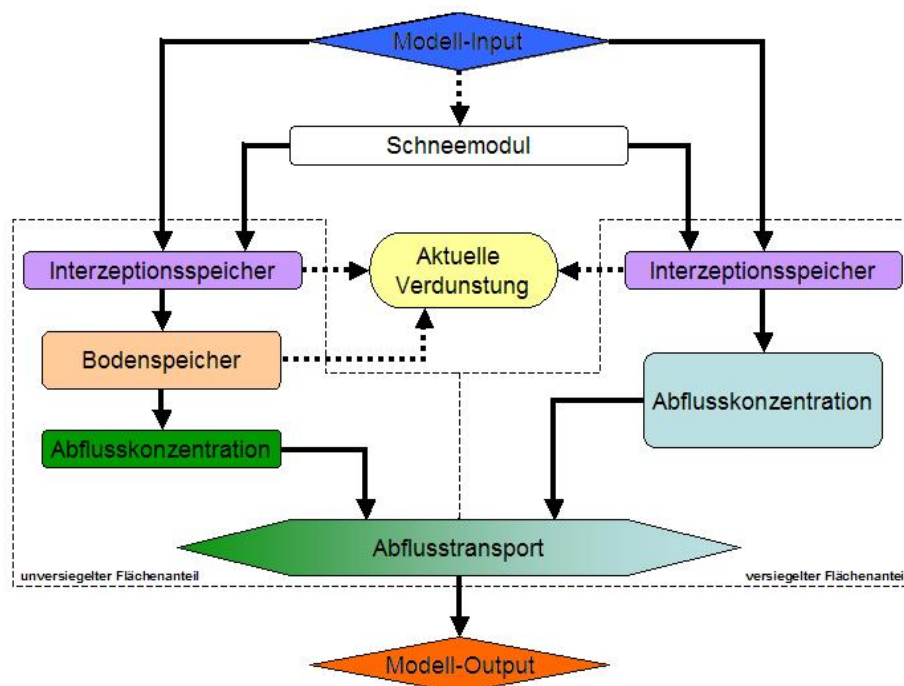 Modell-Input
Schneemodul
Interzeptionsspeicher
Aktuelle
Verdunstung
Interzeptionsspeicher
Bodenspeicher
Abflusskonzentration
Abflusskonzentration
Abflusstransport
unversiegelter Flächenanteil
versiegelter Flächenanteil
Modell-Output